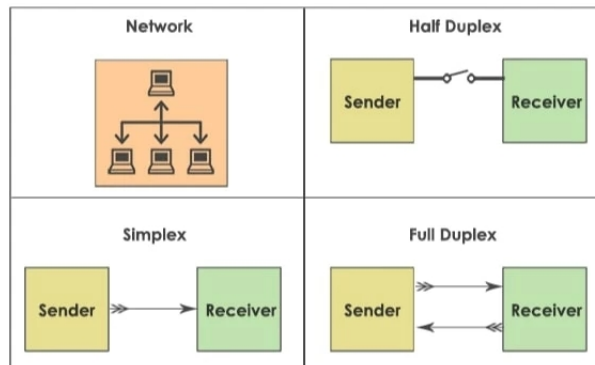 Network
Half Duplex
Sender
Receiver
Simplex
Full Duplex
Sender
Receiver
Sender
Receiver